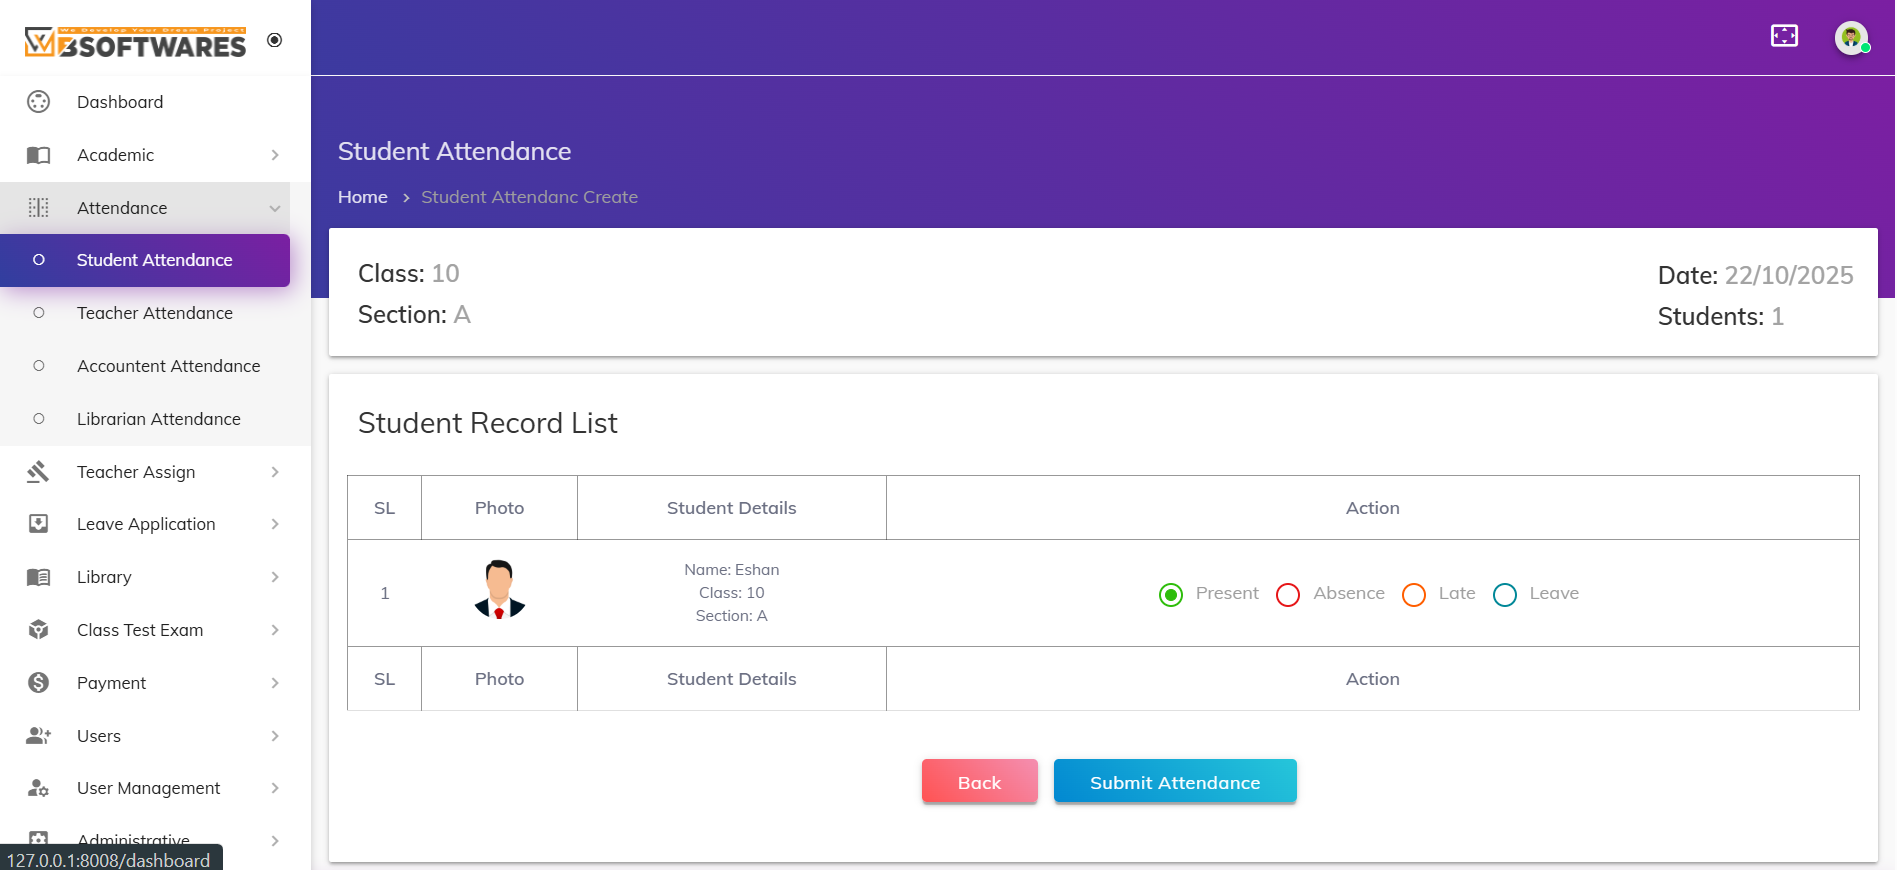 We Develop Your Dream Project
WBSOFTWARES
Dashboard
Academic
Attendance
Student Attendance
Teacher Attendance
Accountent Attendance
Librarian Attendance
Teacher Assign
Leave Application
Library
Class Test Exam
Payment
Users
User Management
Administrative
127.0.0.1:8008/dashboard
Student Attendance
Home > Student Attendanc Create
Class: 10
Section: A
Date: 22/10/2025
Students: 1
Student Record List
SL Photo Student Details Action
1
Name: Eshan
Class: 10
Section: A
Present Absence Late Leave
SL Photo Student Details Action
Back Submit Attendance